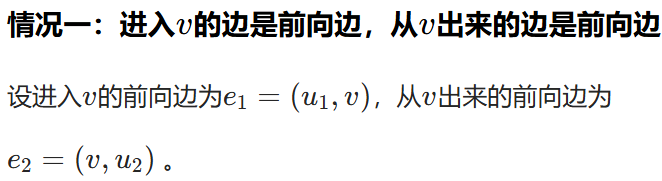 情况一：进入v的边是前向边，从v出来的边是前向边
设进入v的前向边为e₁ = (u₁, v)，从v出来的前向边为
e₂ = (v, u₂) 。